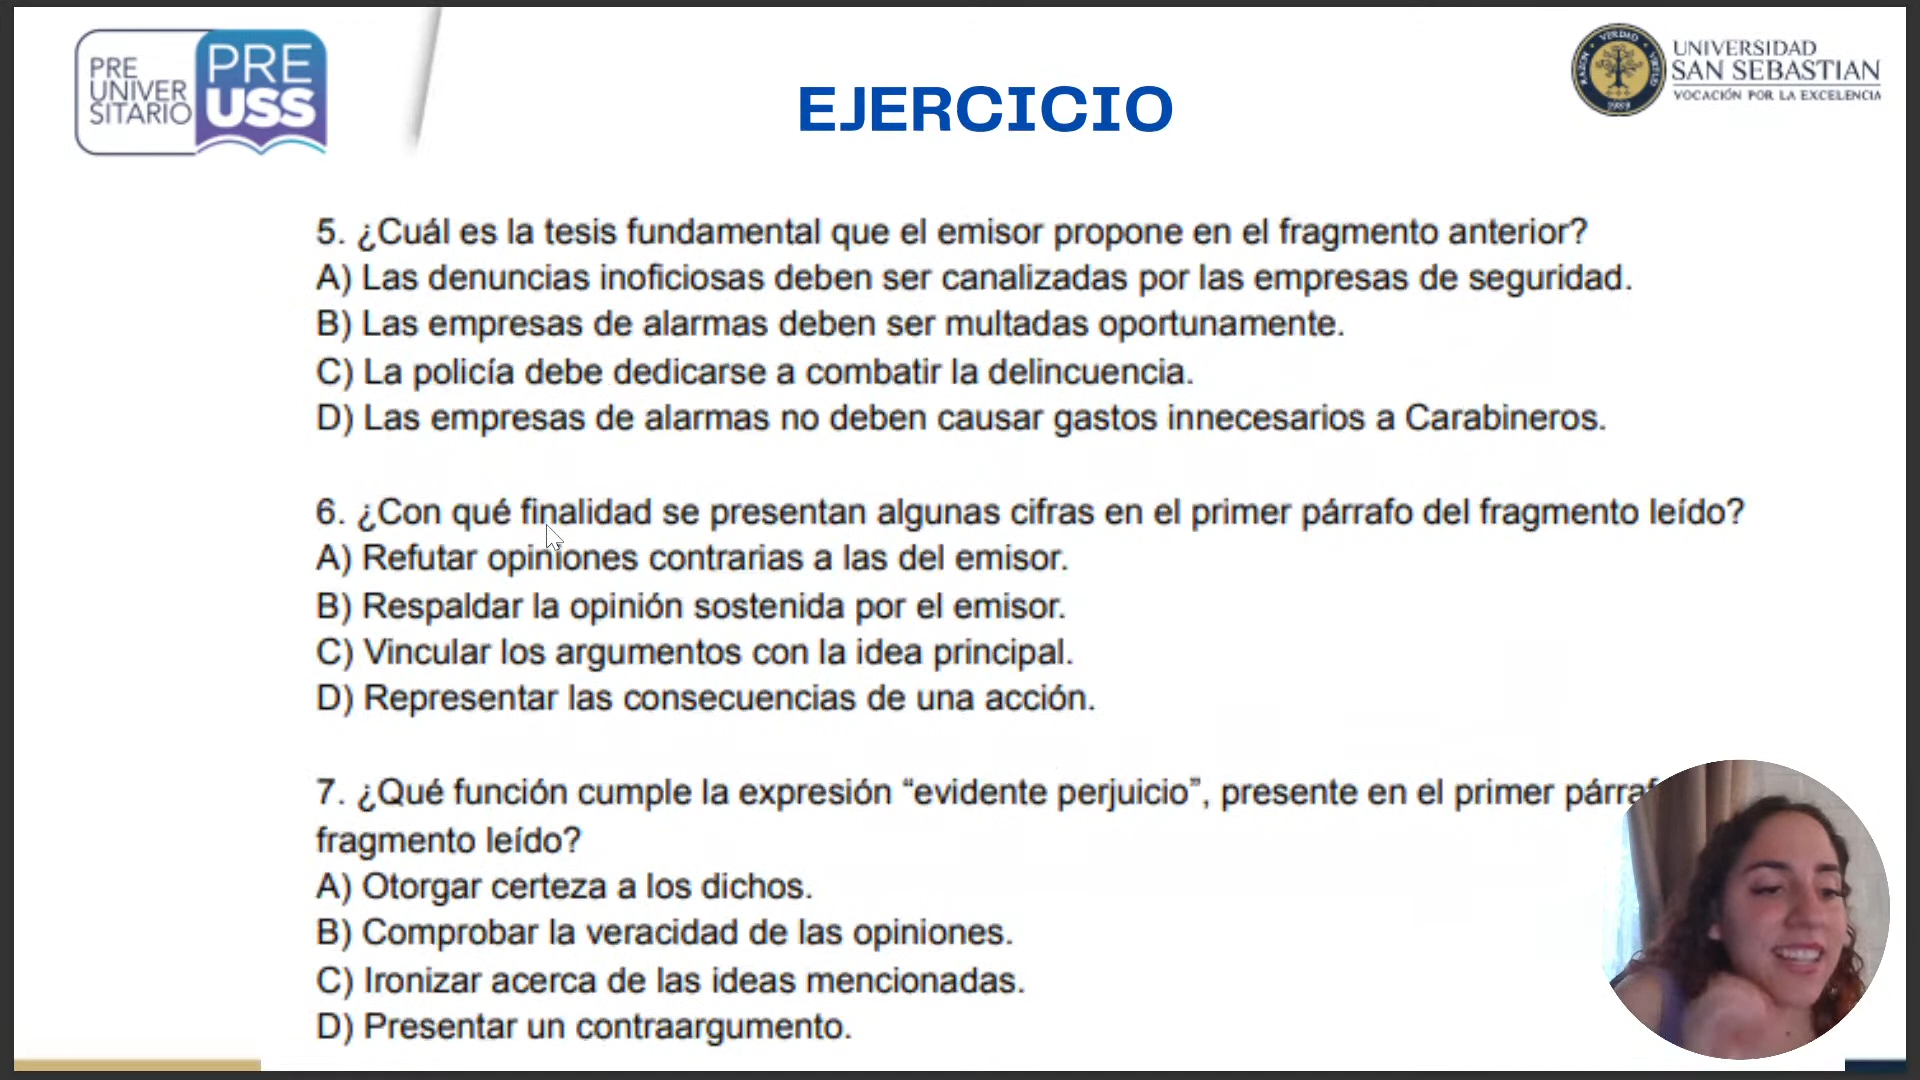 PRE
UNIVER
SITARIO
PRE
USS
EJERCICIO
VERDAD
1989
UNIVERSIDAD
SAN SEBASTIAN
VOCACIÓN POR LA EXCELENCIA
5. ¿Cuál es la tesis fundamental que el emisor propone en el fragmento anterior?
A) Las denuncias inoficiosas deben ser canalizadas por las empresas de seguridad.
B) Las empresas de alarmas deben ser multadas oportunamente.
C) La policía debe dedicarse a combatir la delincuencia.
D) Las empresas de alarmas no deben causar gastos innecesarios a Carabineros.
6. ¿Con qué finalidad se presentan algunas cifras en el primer párrafo del fragmento leído?
A) Refutar opiniones contrarias a las del emisor.
B) Respaldar la opinión sostenida por el emisor.
C) Vincular los argumentos con la idea principal.
D) Representar las consecuencias de una acción.
7. ¿Qué función cumple la expresión “evidente perjuicio”, presente en el primer
fragmento leído?
A) Otorgar certeza a los dichos.
B) Comprobar la veracidad de las opiniones.
C) Ironizar acerca de las ideas mencionadas.
D) Presentar un contraargumento.